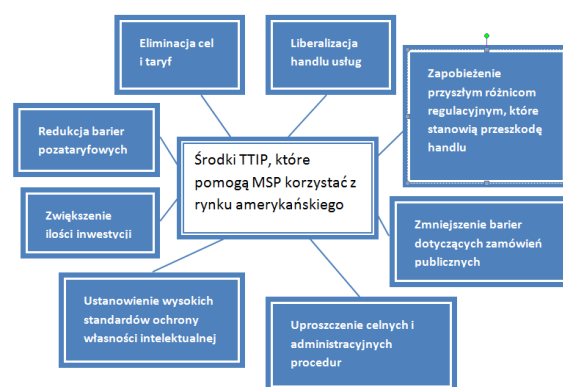 Eliminacja cel
i taryf
Liberalizacja
handlu usług
Zapobieżenie
przyszłym różnicom
regulacyjnym, które
stanowią przeszkodę
handlu
Redukcja barier
pozataryfowych
Środki TTIP, które
pomogą MSP korzystać z
rynku amerykańskiego
Zwiększenie
ilości inwestycji
Zmniejszenie barier
dotyczących zamówień
publicznych
Ustanowienie wysokich
standardów ochrony
własności intelektualnej
Uproszczenie celnych i
administracyjnych
procedur